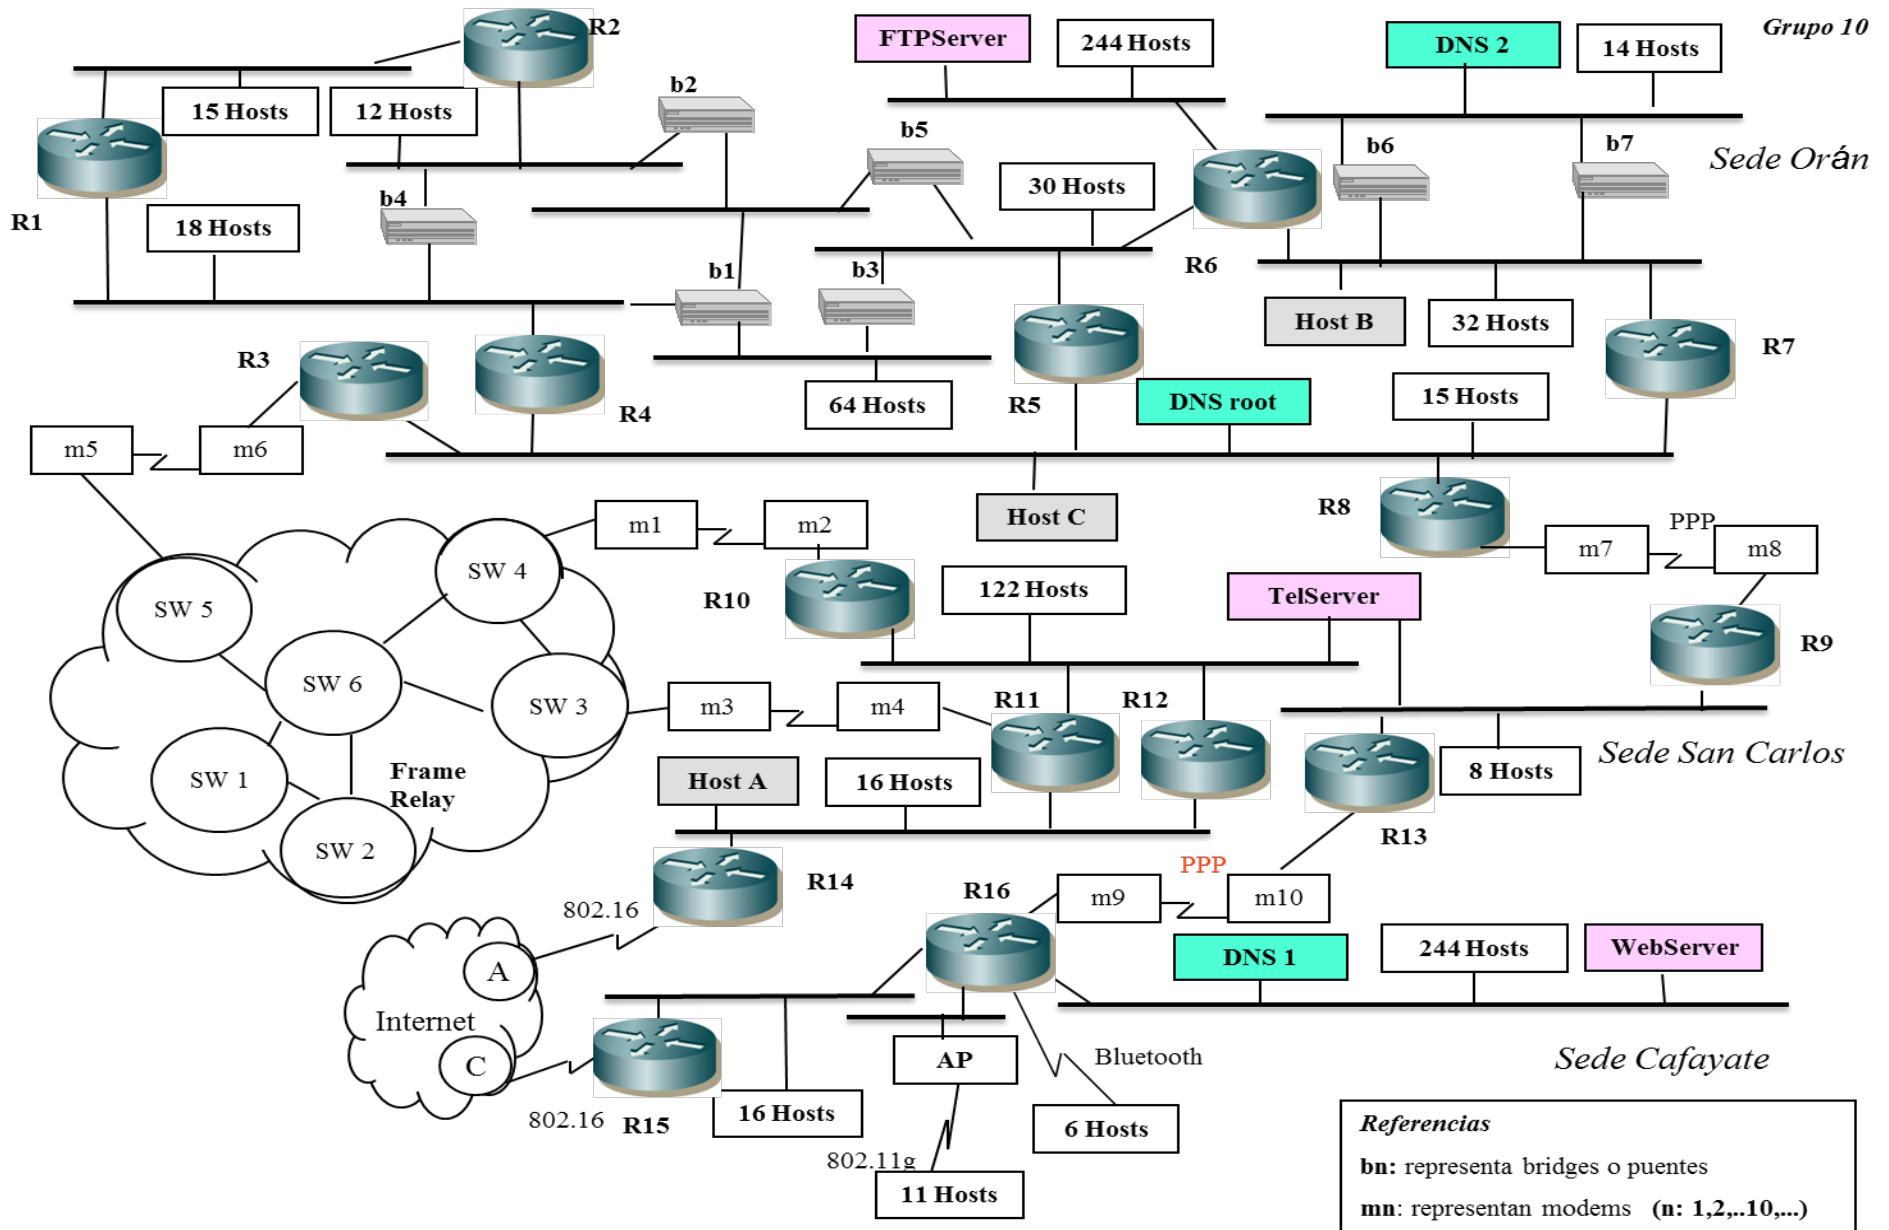 Grupo 10
R2
FTPServer
244 Hosts
DNS 2
14 Hosts
15 Hosts
12 Hosts
b2
b5
b6
b7
Sede Orán
30 Hosts
R1
18 Hosts
b4
b1
b3
R6
Host B
32 Hosts
R7
R3
R4
64 Hosts
R5
DNS root
15 Hosts
m5
m6
Host C
R8
m1
m2
PPP
m7
m8
SW 4
SW 5
R10
122 Hosts
TelServer
R9
SW 6
SW 3
m3
m4
R11
R12
SW 1
Frame
Relay
SW 2
Host A
16 Hosts
Sede San Carlos
8 Hosts
R13
R14
PPP
R16
m9
m10
802.16
A
DNS 1
244 Hosts
WebServer
Internet
C
AP
Bluetooth
Sede Cafayate
802.16
R15
16 Hosts
6 Hosts
802.11g
11 Hosts
Referencias
bn: representa bridges o puentes
mn: representan modems (n: 1,2,..10,...)